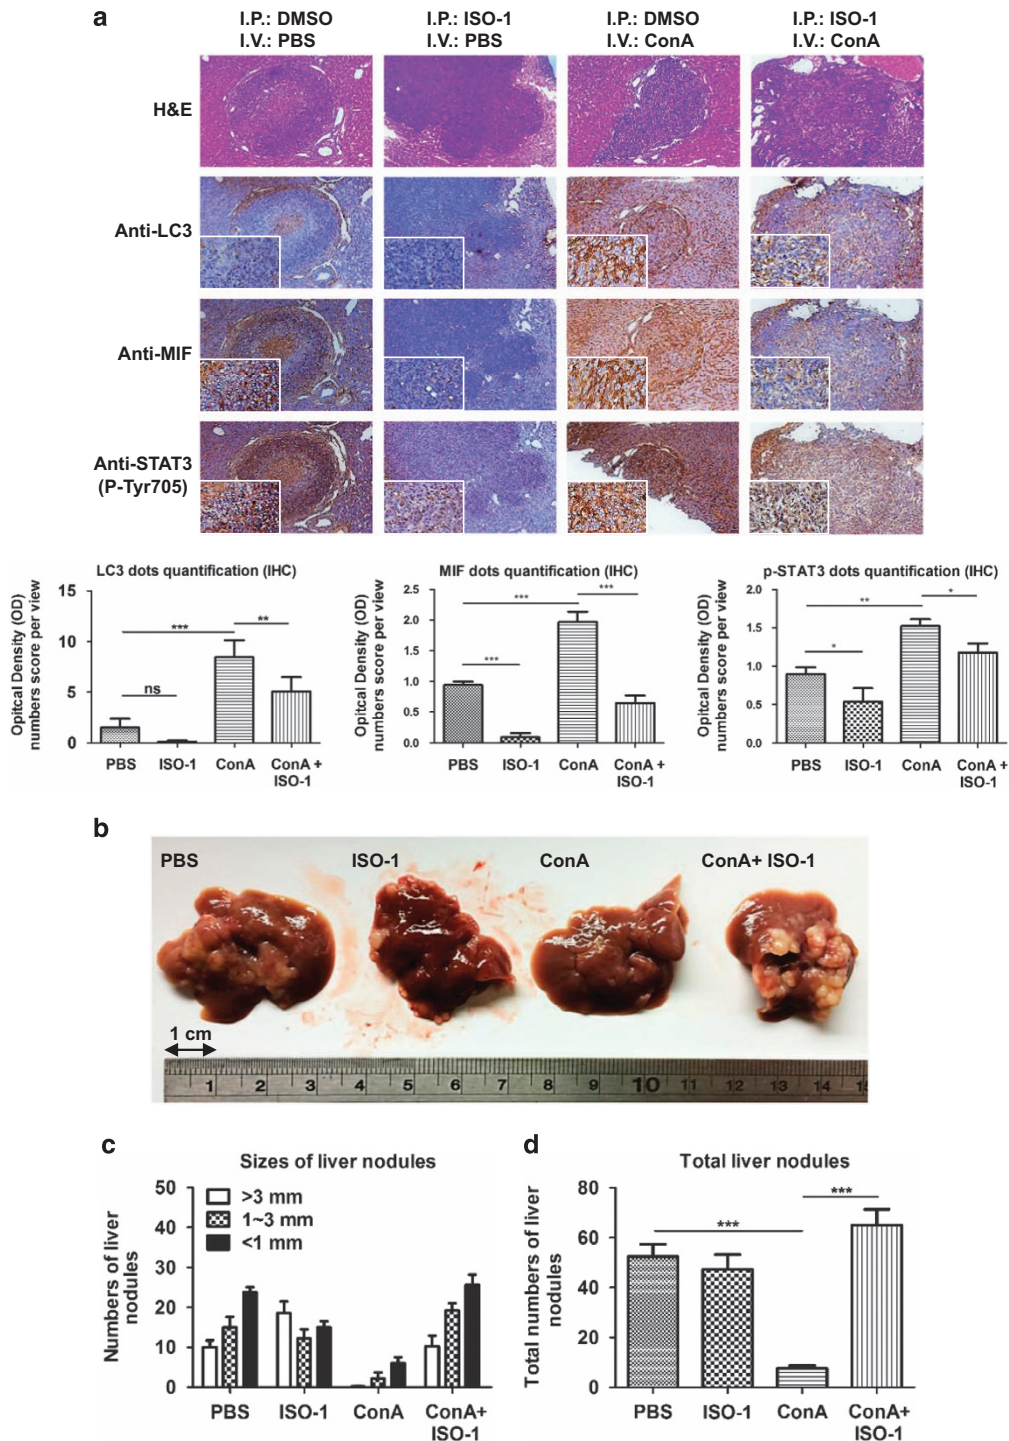 a
I.P.: DMSO
I.V.: PBS
I.P.: ISO-1
I.V.: PBS
I.P.: DMSO
I.V.: ConA
I.P.: ISO-1
I.V.: ConA
H&E
Anti-LC3
Anti-MIF
Anti-STAT3
(P-Tyr705)
LC3 dots quantification (IHC)
Opitcal Density (OD)
numbers score per view
15
10
5
0
ns
***
**
PBS
ISO-1
ConA
ConA +
ISO-1
MIF dots quantification (IHC)
Opitcal Density (OD)
numbers score per view
2.5
2.0
1.5
1.0
0.5
0.0
***
***
***
PBS
ISO-1
ConA
ConA +
ISO-1
p-STAT3 dots quantification (IHC)
Opitcal Density (OD)
numbers score per view
2.0
1.5
1.0
0.5
0.0
**
*
*
PBS
ISO-1
ConA
ConA +
ISO-1
b
PBS
ISO-1
ConA
ConA+ ISO-1
1 cm
1 2 3 4 5 6 7 8 9 10 11 12 13 14 15
c
Sizes of liver nodules
Numbers of liver
nodules
50
40
30
20
10
0
>3 mm
1~3 mm
<1 mm
PBS
ISO-1
ConA
ConA+
ISO-1
d
Total liver nodules
Total numbers of liver
nodules
80
60
40
20
0
***
***
PBS
ISO-1
ConA
ConA+
ISO-1